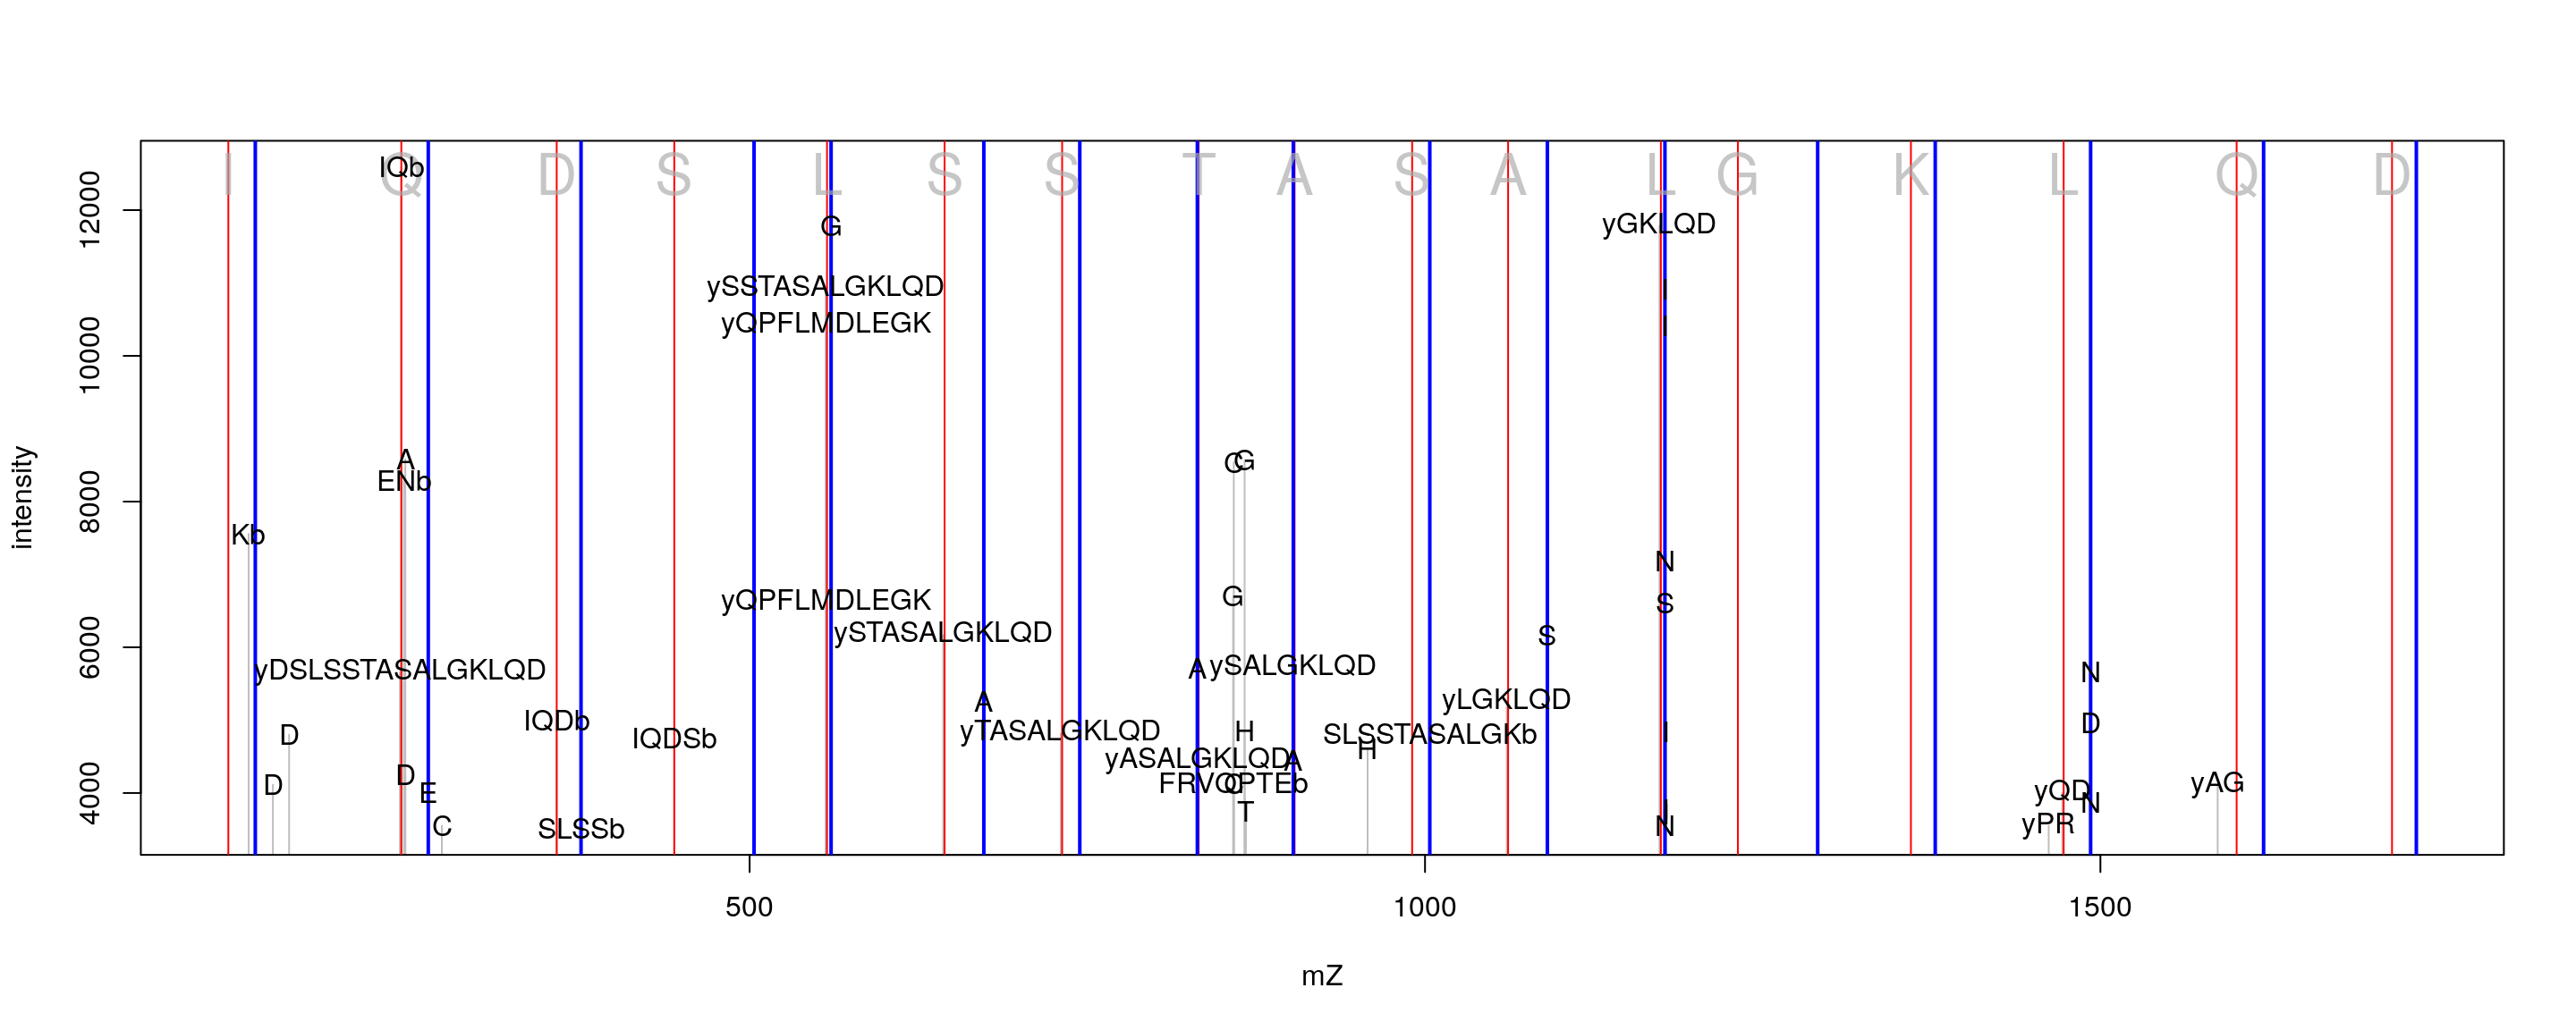 I Q D S L S S T A S A L G K L Q D
IQb
G
yGKLQD
12000
ySSTASALGKLQD
I
yQPFLMDLEGK
I
10000
A
C
G
ENb
8000
Kb
N
yQPFLMDLEGK
G
S
ySTASALGKLQD
S
6000
yDSLSSTASALGKLQD
A
ySALGKLQD
N
A
yLGKLQD
IQDb
D
D
IQDSb
yTASALGKLQD
H
SLSSTASALGKb
I
H
yASALGKLQD
A
D
D
FRVCPTEb
yAG
E
yQD
4000
N
T
I
C
SLSSb
N
yPR
intensity
500
1000
1500
mZ